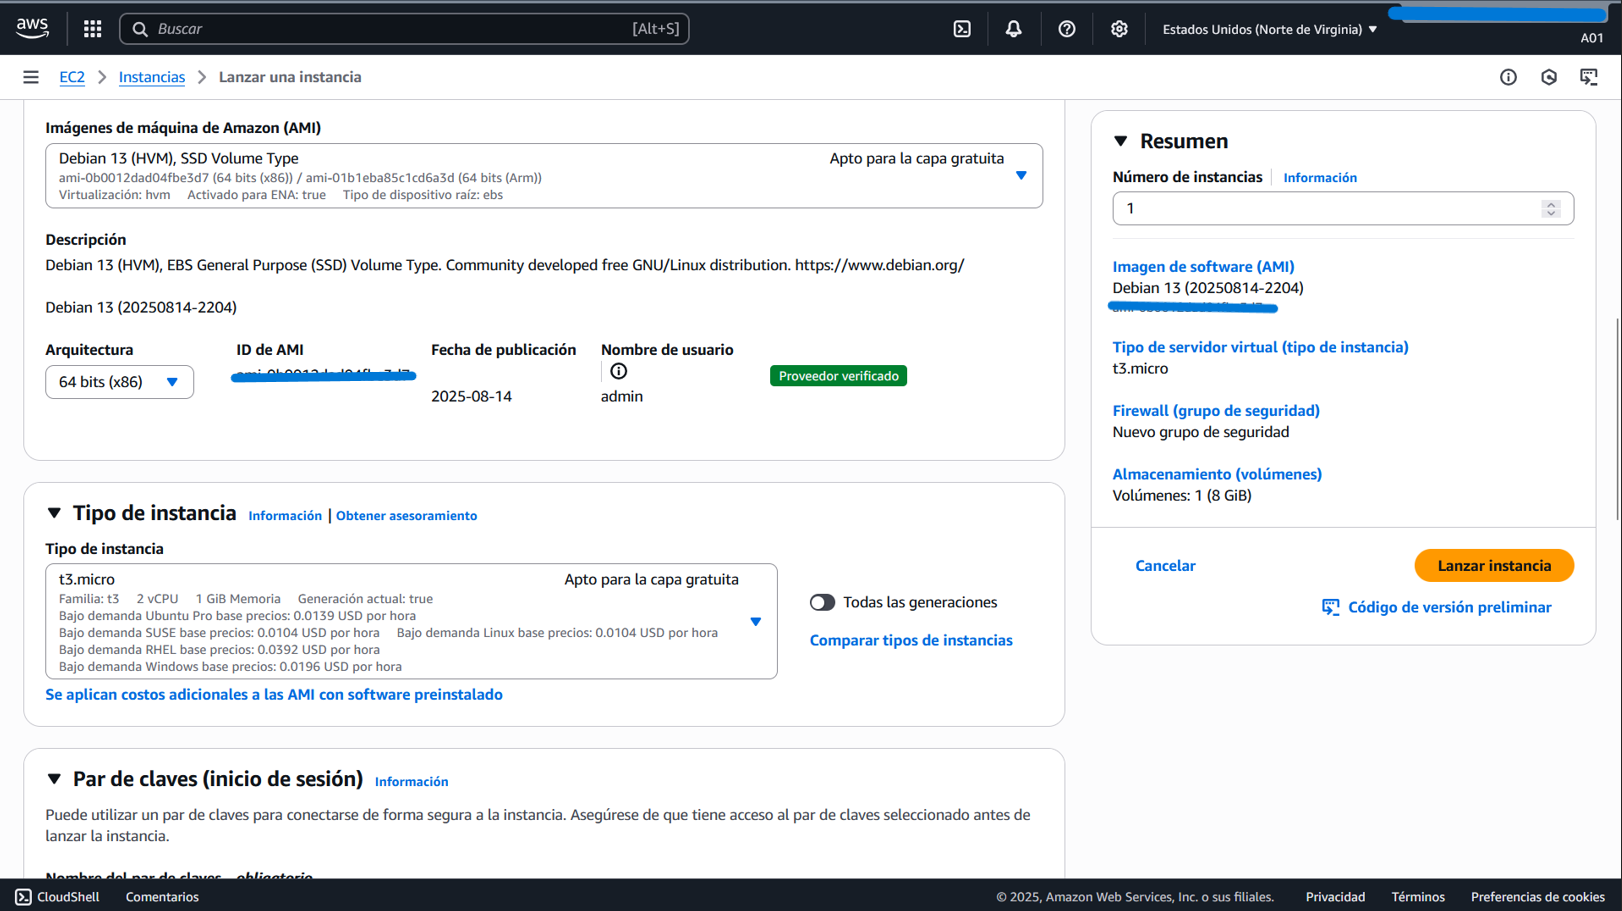 aws
Buscar
[Alt+S]
Estados Unidos (Norte de Virginia)
A01
EC2
Instancias
Lanzar una instancia
Imágenes de máquina de Amazon (AMI)
Debian 13 (HVM), SSD Volume Type
Apto para la capa gratuita
ami-0b0012dad04fbe3d7 (64 bits (x86)) / ami-01b1eba85c1cd6a3d (64 bits (Arm))
Virtualización: hvm Activado para ENA: true Tipo de dispositivo raíz: ebs
Descripción
Debian 13 (HVM), EBS General Purpose (SSD) Volume Type. Community developed free GNU/Linux distribution. https://www.debian.org/
Debian 13 (20250814-2204)
Arquitectura
64 bits (x86)
ID de AMI
Fecha de publicación
2025-08-14
Nombre de usuario
admin
Proveedor verificado
Tipo de instancia Información | Obtener asesoramiento
Tipo de instancia
t3.micro
Apto para la capa gratuita
Familia: t3 2 vCPU 1 GiB Memoria Generación actual: true
Bajo demanda Ubuntu Pro base precios: 0.0139 USD por hora
Bajo demanda SUSE base precios: 0.0104 USD por hora Bajo demanda Linux base precios: 0.0104 USD por hora
Bajo demanda RHEL base precios: 0.0392 USD por hora
Bajo demanda Windows base precios: 0.0196 USD por hora
Todas las generaciones
Comparar tipos de instancias
Se aplican costos adicionales a las AMI con software preinstalado
Par de claves (inicio de sesión) Información
Puede utilizar un par de claves para conectarse de forma segura a la instancia. Asegúrese de que tiene acceso al par de claves seleccionado antes de
lanzar la instancia.
Nombre del par de claves - obligatorio
Resumen
Número de instancias Información
1
Imagen de software (AMI)
Debian 13 (20250814-2204)
Tipo de servidor virtual (tipo de instancia)
t3.micro
Firewall (grupo de seguridad)
Nuevo grupo de seguridad
Almacenamiento (volúmenes)
Volúmenes: 1 (8 GiB)
Cancelar
Lanzar instancia
Código de versión preliminar
CloudShell
Comentarios
© 2025, Amazon Web Services, Inc. o sus filiales.
Privacidad
Términos
Preferencias de cookies